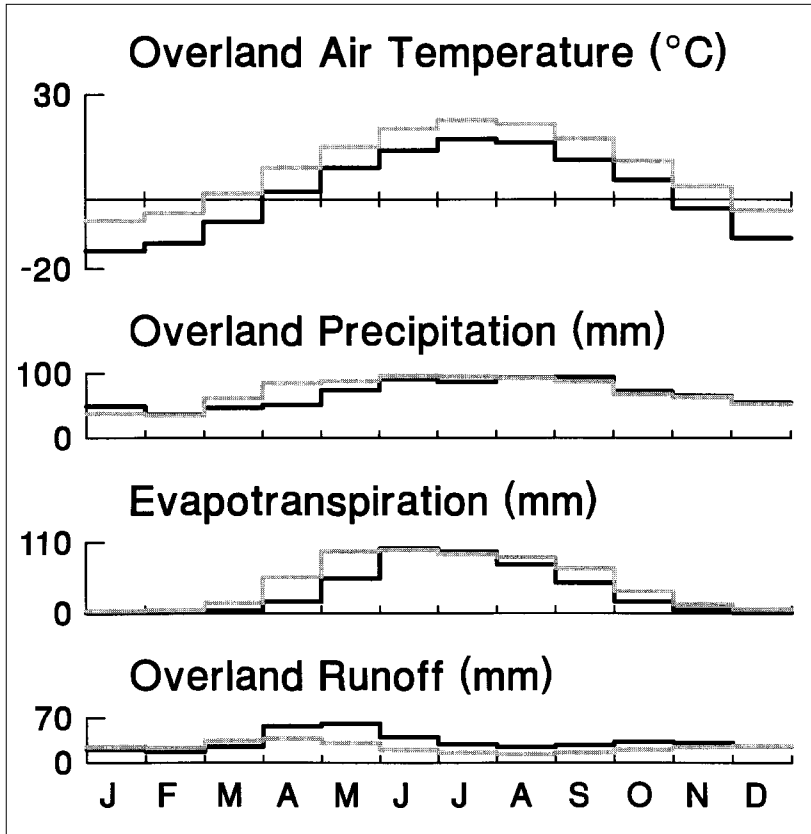 Overland Air Temperature (°C)
30
-20
Overland Precipitation (mm)
100
0
Evapotranspiration (mm)
110
0
Overland Runoff (mm)
70
0
J F M A M J J A S O N D